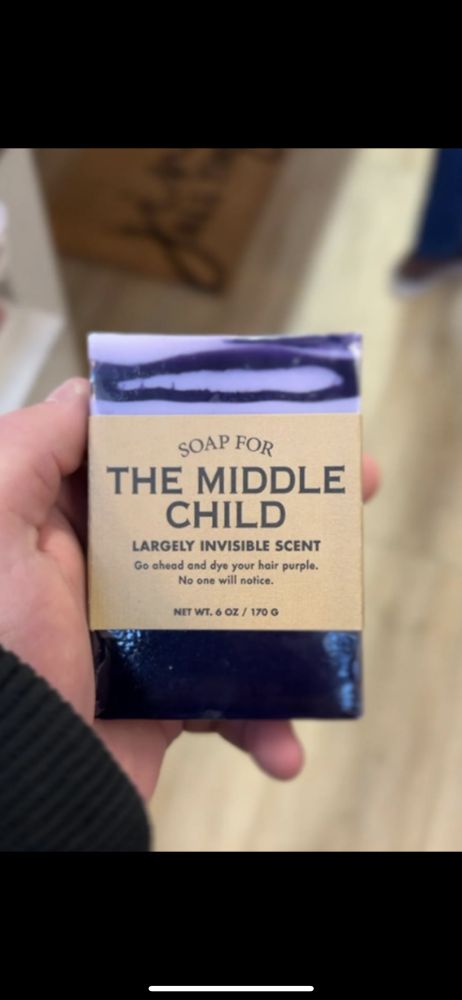 SOAP FOR
THE MIDDLE
CHILD
LARGELY INVISIBLE SCENT
Go ahead and dye your hair purple.
No one will notice.
NET WT. 6 OZ / 170 G